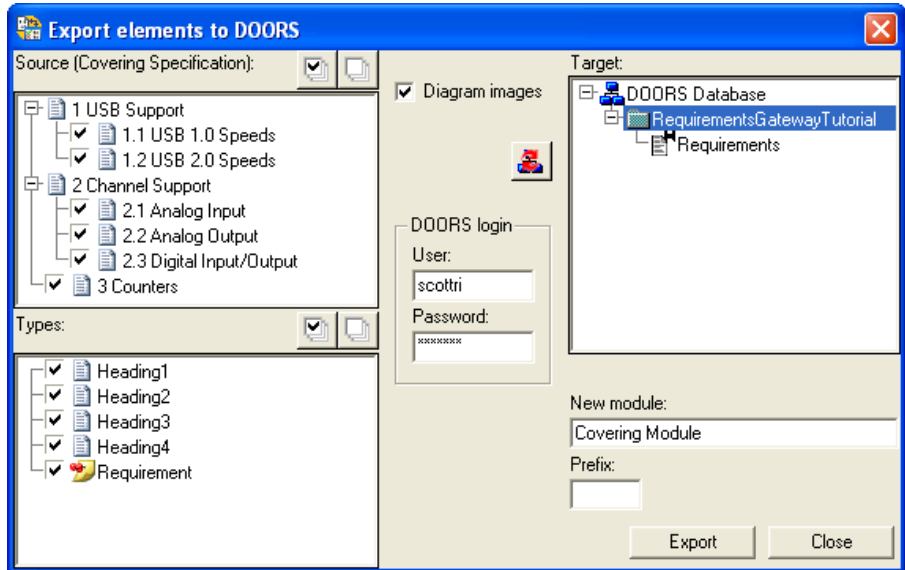 Export elements to DOORS
Source (Covering Specification):
1 USB Support
1.1 USB 1.0 Speeds
1.2 USB 2.0 Speeds
2 Channel Support
2.1 Analog Input
2.2 Analog Output
2.3 Digital Input/Output
3 Counters
Types:
Heading1
Heading2
Heading3
Heading4
Requirement
Diagram images
DOORS login
User:
scottri
Password:
xxxxxxx
Target:
DOORS Database
RequirementsGatewayTutorial
Requirements
New module:
Covering Module
Prefix:
Export
Close